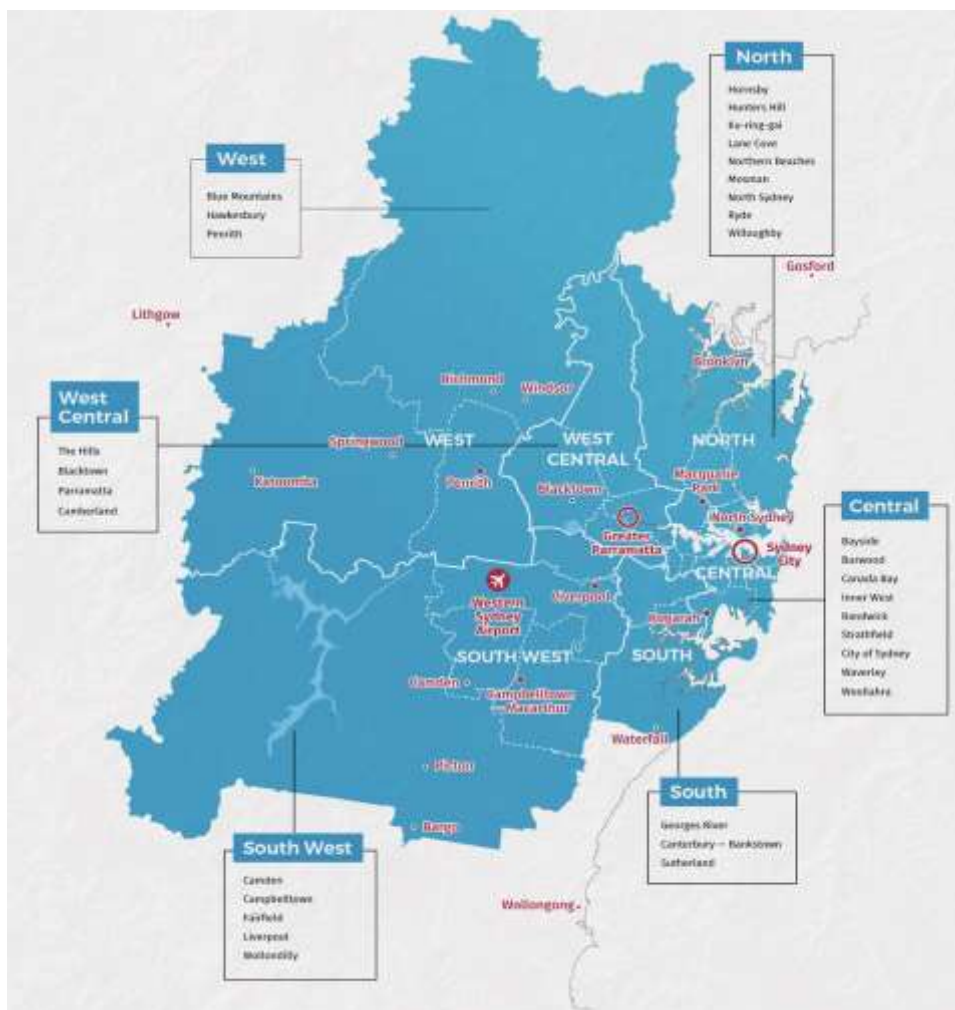 North
Hornsby
Hunters Hill
Ku-ring-gai
Lane Cove
Northern Beaches
Mosman
North Sydney
Ryde
Willoughby
West
Blue Mountains
Hawkesbury
Penrith
Gosford
Lithgow
Brooklyn
Richmond
Windsor
West
Central
The Hills
Blacktown
Parramatta
Cumberland
Springwood
WEST
WEST
CENTRAL
NORTH
Katoomba
Penrith
Blacktown
Macquarie
Park
North Sydney
Greater
Parramatta
Sydney
City
CENTRAL
Central
Bayside
Burwood
Canada Bay
Inner West
Randwick
Strathfield
City of Sydney
Waverley
Woollahra
Western
Sydney
Airport
Liverpool
Kogarah
SOUTH WEST
SOUTH
Camden
Campbelltown
— Macarthur
Waterfall
Picton
Bargo
South
Georges River
Canterbury — Bankstown
Sutherland
South West
Camden
Campbelltown
Fairfield
Liverpool
Wollondilly
Wollongong